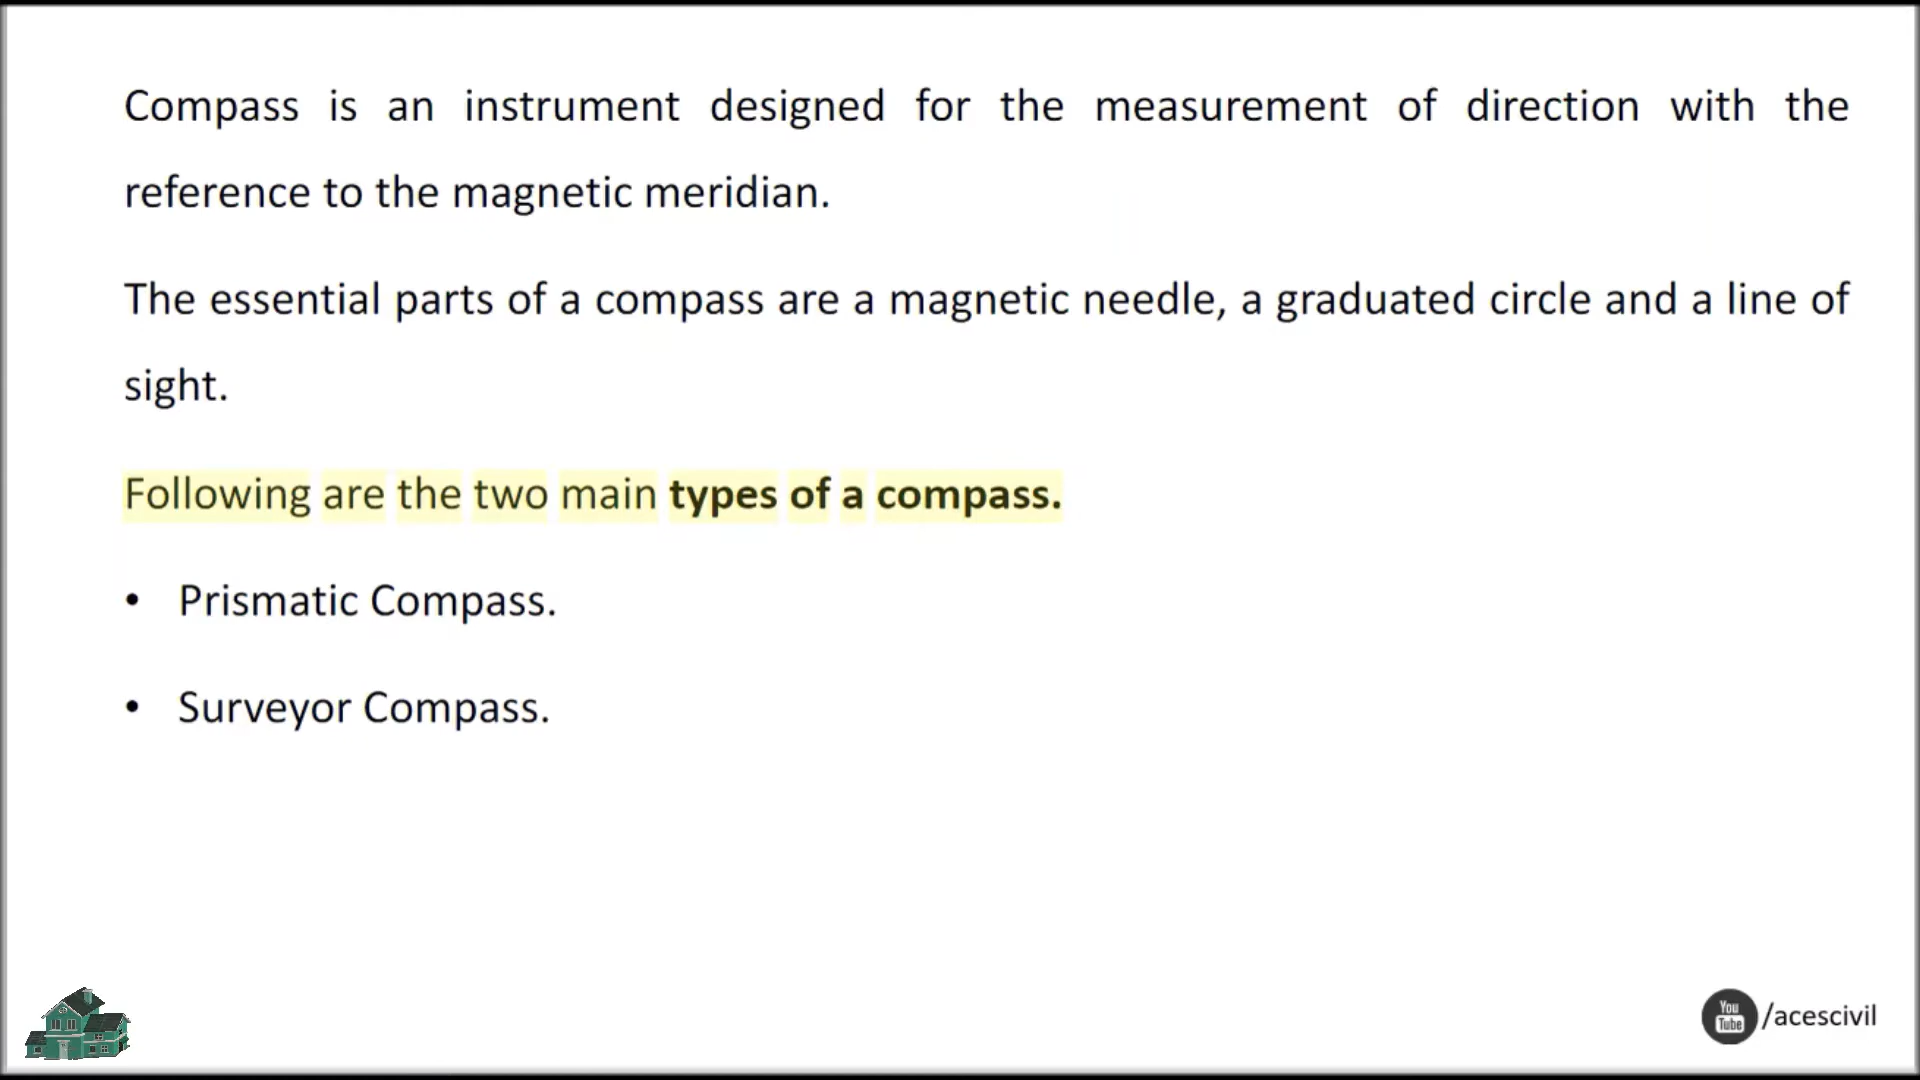 Compass is an instrument designed for the measurement of direction with the
reference to the magnetic meridian.
The essential parts of a compass are a magnetic needle, a graduated circle and a line of
sight.
Following are the two main types of a compass.
• Prismatic Compass.
• Surveyor Compass.
You
Tube
/acescivil